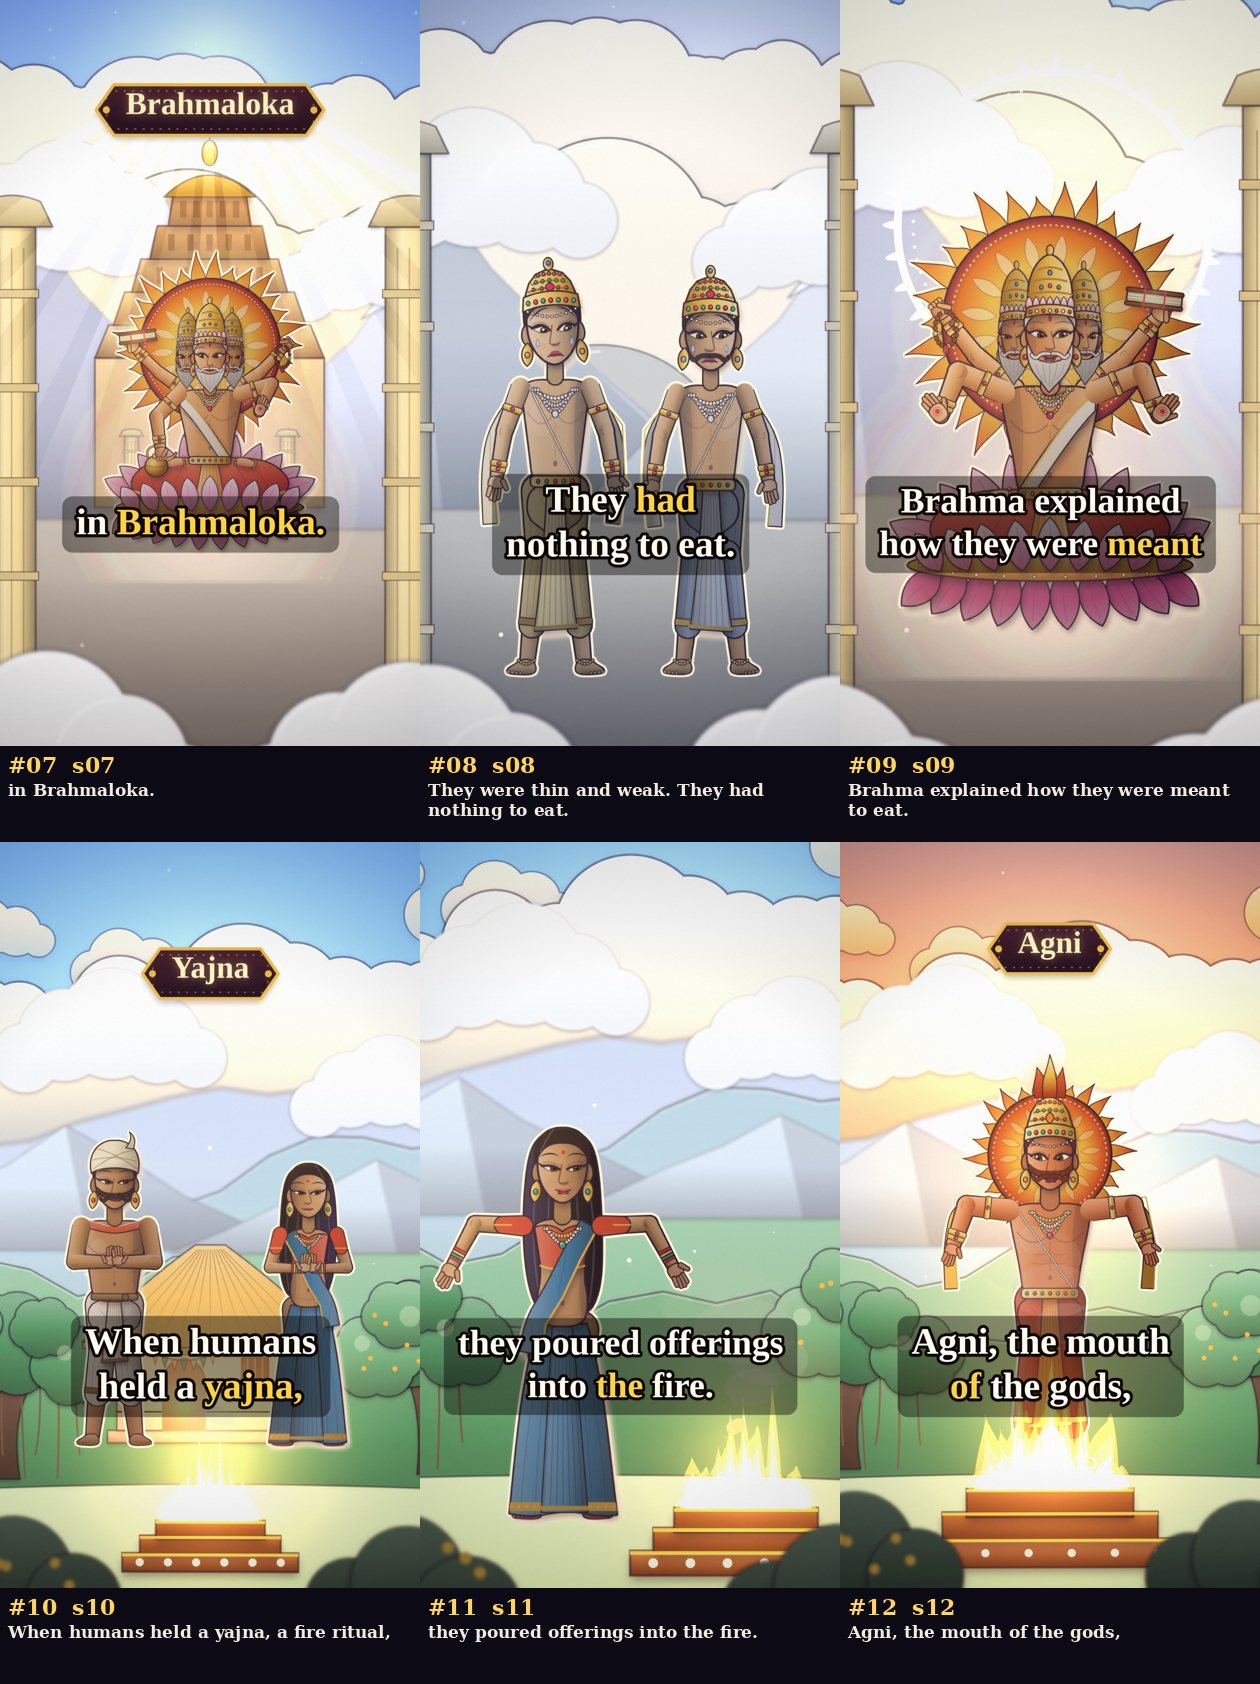 Brahmaloka
in Brahmaloka.
#07 s07
in Brahmaloka.
They had
nothing to eat.
#08 s08
They were thin and weak. They had
nothing to eat.
Brahma explained
how they were meant
#09 s09
Brahma explained how they were meant
to eat.
Yajna
When humans
held a yajna,
#10 s10
When humans held a yajna, a fire ritual,
they poured offerings
into the fire.
#11 s11
they poured offerings into the fire.
Agni
Agni, the mouth
of the gods,
#12 s12
Agni, the mouth of the gods,